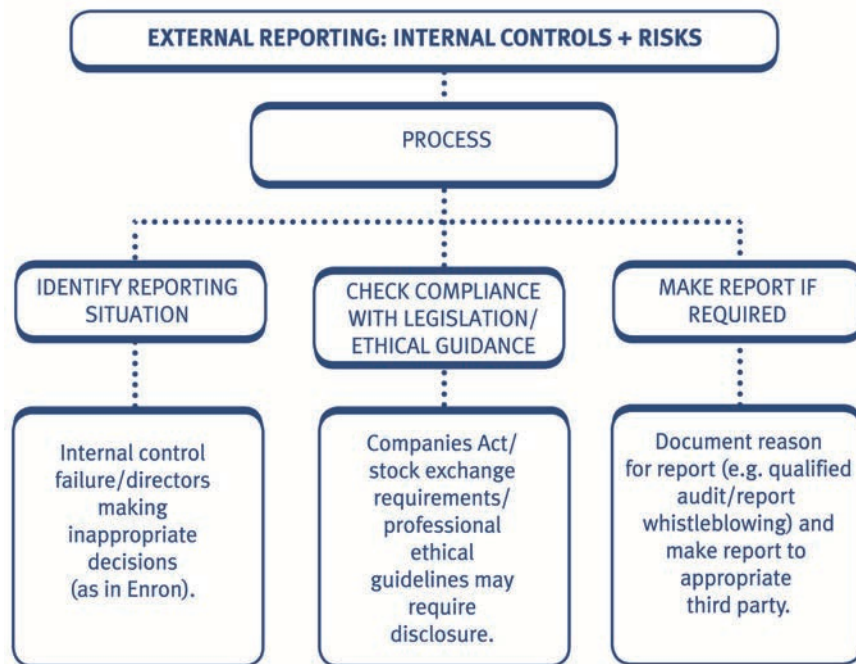 EXTERNAL REPORTING: INTERNAL CONTROLS + RISKS
PROCESS
IDENTIFY REPORTING
SITUATION
CHECK COMPLIANCE
WITH LEGISLATION/
ETHICAL GUIDANCE
MAKE REPORT IF
REQUIRED
Internal control
failure/directors
making
inappropriate
decisions
(as in Enron).
Companies Act/
stock exchange
requirements/
professional
ethical
guidelines may
require
disclosure.
Document reason
for report (e.g. qualified
audit/report
whistleblowing) and
make report to
appropriate
third party.